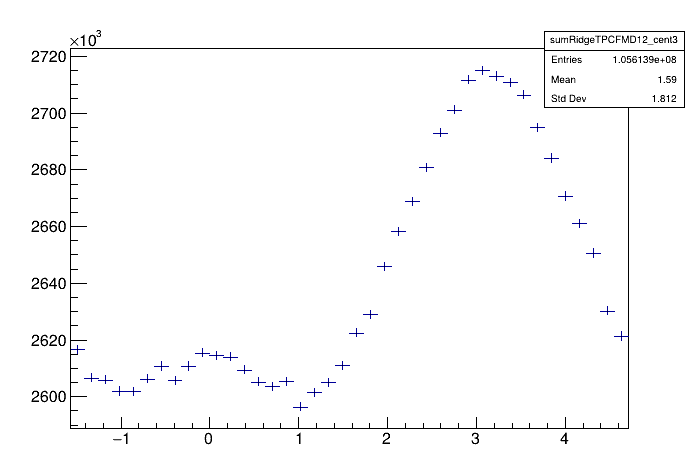 ×10³
sumRidgeTPCFMD12_cent3
Entries 1.056139e+08
Mean 1.59
Std Dev 1.812
2720
2700
2680
2660
2640
2620
2600
−1 0 1 2 3 4